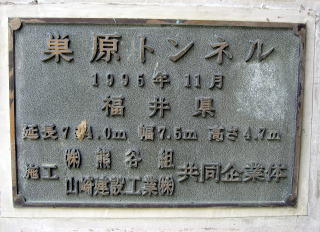 巣原トンネル
1995年 11月
福井県
延長 幅7.5m 高さ4.7m
施工 ㈱熊谷組 共同企業体
山崎建設工業㈱